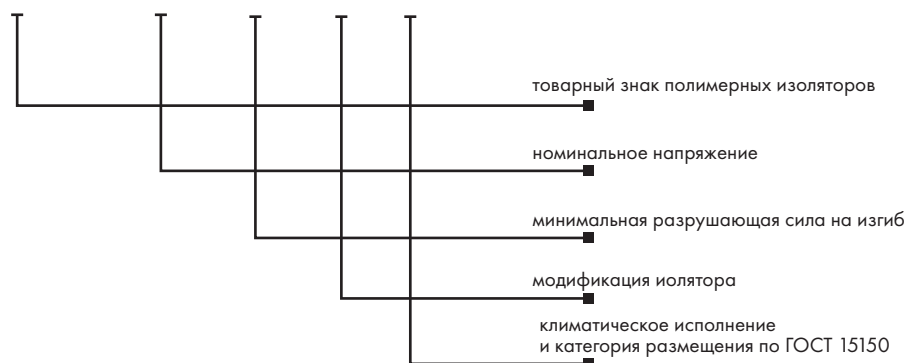 товарный знак полимерных изоляторов
номинальное напряжение
минимальная разрушающая сила на изгиб
модификация иолятора
климатическое исполнение
и категория размещения по ГОСТ 15150